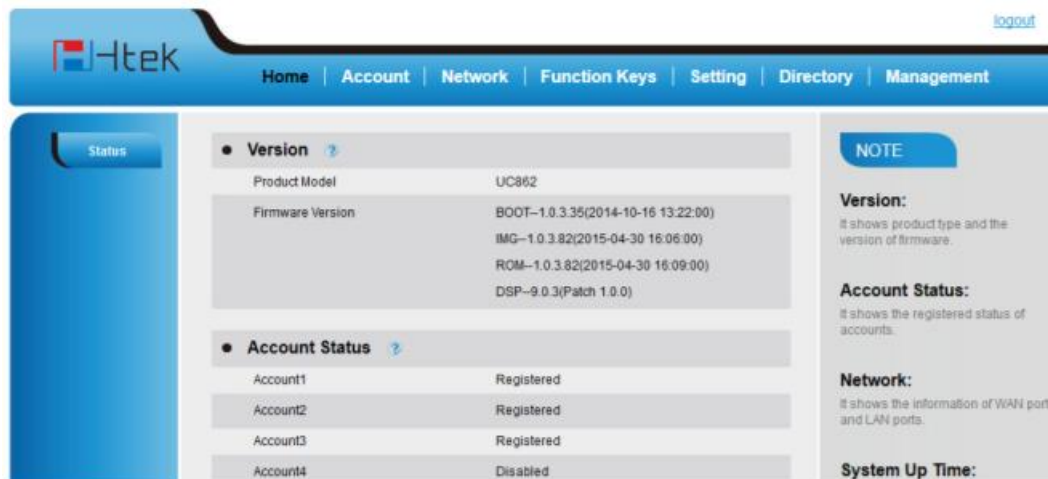 logout
Htek
Home | Account | Network | Function Keys | Setting | Directory | Management
Status
Version ?
Product Model UC862
Firmware Version BOOT--1.0.3.35(2014-10-16 13:22:00)
IMG--1.0.3.82(2015-04-30 16:06:00)
ROM--1.0.3.82(2015-04-30 16:09:00)
DSP--9.0.3(Patch 1.0.0)
Account Status ?
Account1 Registered
Account2 Registered
Account3 Registered
Account4 Disabled
NOTE
Version:
It shows product type and the
version of firmware.
Account Status:
It shows the registered status of
accounts.
Network:
It shows the information of WAN port
and LAN ports.
System Up Time: